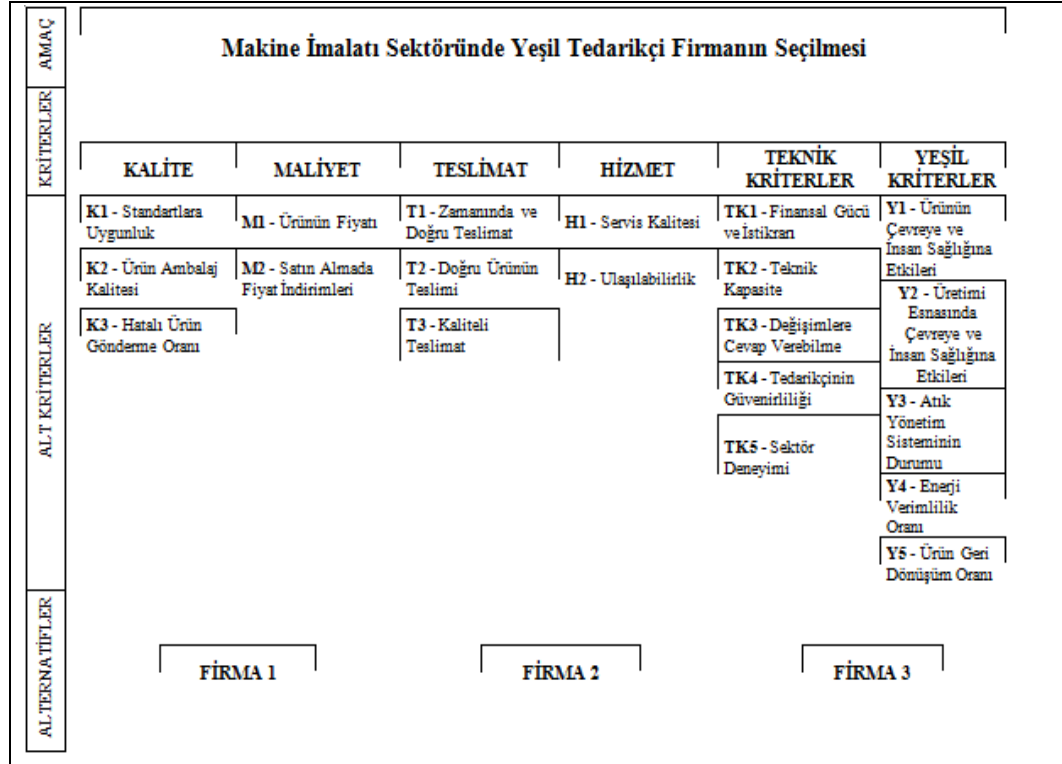 AMAÇ
Makine İmalatı Sektöründe Yeşil Tedarikçi Firmanın Seçilmesi
KRİTERLER
KALİTE
MALİYET
TESLİMAT
HİZMET
TEKNİK
KRİTERLER
YEŞİL
KRİTERLER
ALT KRİTERLER
K1 - Standartlara
Uygunluk
K2 - Ürün Ambalaj
Kalitesi
K3 - Hatalı Ürün
Gönderme Oranı
M1 - Ürünün Fiyatı
M2 - Satın Almada
Fiyat İndirimleri
T1 - Zamanında ve
Doğru Teslimat
T2 - Doğru Ürünün
Teslimi
T3 - Kaliteli
Teslimat
H1 - Servis Kalitesi
H2 - Ulaşılabilirlik
TK1 - Finansal Gücü
ve İstikrarı
TK2 - Teknik
Kapasite
TK3 - Değişimlere
Cevap Verebilme
TK4 - Tedarikçinin
Güvenirliliği
TK5 - Sektör
Deneyimi
Y1 - Ürünün
Çevreye ve
İnsan Sağlığına
Etkileri
Y2 - Üretimi
Esnasında
Çevreye ve
İnsan Sağlığına
Etkileri
Y3 - Atık
Yönetim
Sisteminin
Durumu
Y4 - Enerji
Verimlilik
Oranı
Y5 - Ürün Geri
Dönüşüm Oranı
ALTERNATİFLER
FİRMA 1
FİRMA 2
FİRMA 3